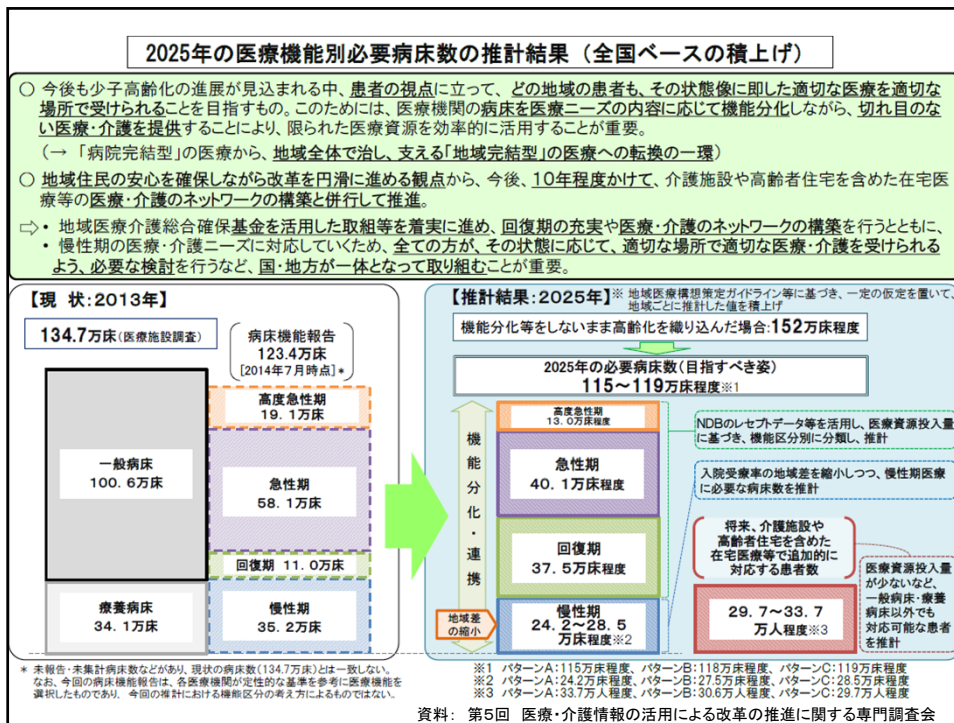 2025年の医療機能別必要病床数の推計結果（全国ベースの積上げ）
○ 今後も少子高齢化の進展が見込まれる中、患者の視点に立って、どの地域の患者も、その状態像に即した適切な医療を適切な
場所で受けられることを目指すもの。このためには、医療機関の病床を医療ニーズの内容に応じて機能分化しながら、切れ目のな
い医療・介護を提供することにより、限られた医療資源を効率的に活用することが重要。
（→ 「病院完結型」の医療から、地域全体で治し、支える「地域完結型」の医療への転換の一環）
○ 地域住民の安心を確保しながら改革を円滑に進める観点から、今後、10年程度かけて、介護施設や高齢者住宅を含めた在宅医
療等の医療・介護のネットワークの構築と併行して推進。
⇨・ 地域医療介護総合確保基金を活用した取組等を着実に進め、回復期の充実や医療・介護のネットワークの構築を行うとともに、
・ 慢性期の医療・介護ニーズに対応していくため、全ての方が、その状態に応じて、適切な場所で適切な医療・介護を受けられる
よう、必要な検討を行うなど、国・地方が一体となって取り組むことが重要。
【現 状：2013年】
134.7万床（医療施設調査）
病床機能報告
123.4万床
[2014年7月時点]＊
高度急性期
19.1万床
一般病床
100.6万床
急性期
58.1万床
回復期 11.0万床
療養病床
34.1万床
慢性期
35.2万床
＊ 未報告・未集計病床数などがあり、現状の病床数（134.7万床）とは一致しない。
なお、今回の病床機能報告は、各医療機関が定性的な基準を参考に医療機能を
選択したものであり、今回の推計における機能区分の考え方によるものではない。
【推計結果：2025年】※ 地域医療構想策定ガイドライン等に基づき、一定の仮定を置いて、
地域ごとに推計した値を積上げ
機能分化等をしないまま高齢化を織り込んだ場合：152万床程度
2025年の必要病床数（目指すべき姿）
115～119万床程度※1
機能分化・連携
地域差
の縮小
高度急性期
13.0万床程度
急性期
40.1万床程度
回復期
37.5万床程度
慢性期
24.2～28.5
万床程度※2
NDBのレセプトデータ等を活用し、医療資源投入量
に基づき、機能区分別に分類し、推計
入院受療率の地域差を縮小しつつ、慢性期医療
に必要な病床数を推計
将来、介護施設や
高齢者住宅を含めた
在宅医療等で追加的に
対応する患者数
29.7～33.7
万人程度※3
医療資源投入量
が少ないなど、
一般病床・療養
病床以外でも
対応可能な患者
を推計
※1 パターンA：115万床程度、パターンB：118万床程度、パターンC：119万床程度
※2 パターンA：24.2万床程度、パターンB：27.5万床程度、パターンC：28.5万床程度
※3 パターンA：33.7万人程度、パターンB：30.6万人程度、パターンC：29.7万人程度
資料： 第5回 医療・介護情報の活用による改革の推進に関する専門調査会